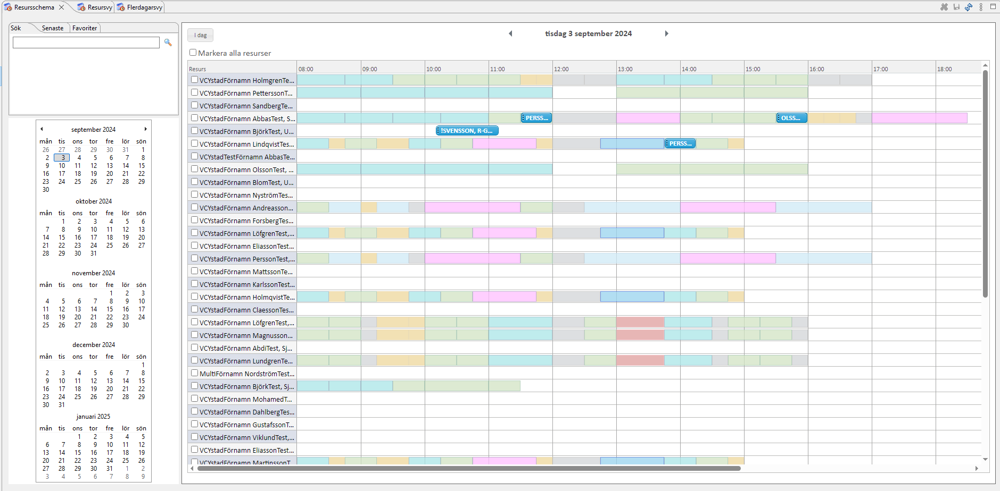 Resursschema Resursvy Flerdagarsvy
Sök Senaste Favoriter
september 2024
mån tis ons tor fre lör sön
26 27 28 29 30 31 1
2 3 4 5 6 7 8
9 10 11 12 13 14 15
16 17 18 19 20 21 22
23 24 25 26 27 28 29
30
oktober 2024
mån tis ons tor fre lör sön
1 2 3 4 5 6
7 8 9 10 11 12 13
14 15 16 17 18 19 20
21 22 23 24 25 26 27
28 29 30 31
november 2024
mån tis ons tor fre lör sön
1 2 3
4 5 6 7 8 9 10
11 12 13 14 15 16 17
18 19 20 21 22 23 24
25 26 27 28 29 30
december 2024
mån tis ons tor fre lör sön
1
2 3 4 5 6 7 8
9 10 11 12 13 14 15
16 17 18 19 20 21 22
23 24 25 26 27 28 29
30 31
januari 2025
mån tis ons tor fre lör sön
1 2 3 4 5
6 7 8 9 10 11 12
13 14 15 16 17 18 19
20 21 22 23 24 25 26
27 28 29 30 31 1 2
3 4 5 6 7 8 9
I dag
tisdag 3 september 2024
Markera alla resurser
Resurs 08:00 09:00 10:00 11:00 12:00 13:00 14:00 15:00 16:00 17:00 18:00
VCYstadFörnamn HolmgrenTe...
VCYstadFörnamn PetterssonT...
VCYstadFörnamn SandbergTe...
VCYstadFörnamn AbbasTest, S... PERSS... OLSS...
VCYstadFörnamn BjörkTest, U... !SVENSSON, R-G...
VCYstadFörnamn LindqvistTes... PERSS...
VCYstadTestFörnamn AbbasTe...
VCYstadFörnamn OlssonTest, ...
VCYstadFörnamn BlomTest, U...
VCYstadFörnamn NyströmTes...
VCYstadFörnamn Andreasson...
VCYstadFörnamn ForsbergTes...
VCYstadFörnamn LöfgrenTest,...
VCYstadFörnamn EliassonTest...
VCYstadFörnamn PerssonTest,...
VCYstadFörnamn MattssonTe...
VCYstadFörnamn KarlssonTest...
VCYstadFörnamn HolmqvistTe...
VCYstadFörnamn ClaessonTes...
VCYstadFörnamn LöfgrenTest,...
VCYstadFörnamn Magnusson...
VCYstadFörnamn AbdiTest, Sj...
VCYstadFörnamn LundgrenTe...
MultiFörnamn NordströmTest...
VCYstadFörnamn BjörkTest, Sj...
VCYstadFörnamn MohamedT...
VCYstadFörnamn DahlbergTes...
VCYstadFörnamn GustafssonT...
VCYstadFörnamn ViklundTest,...
VCYstadFörnamn EliassonTest...
VCYstadFörnamn MartinssonT...